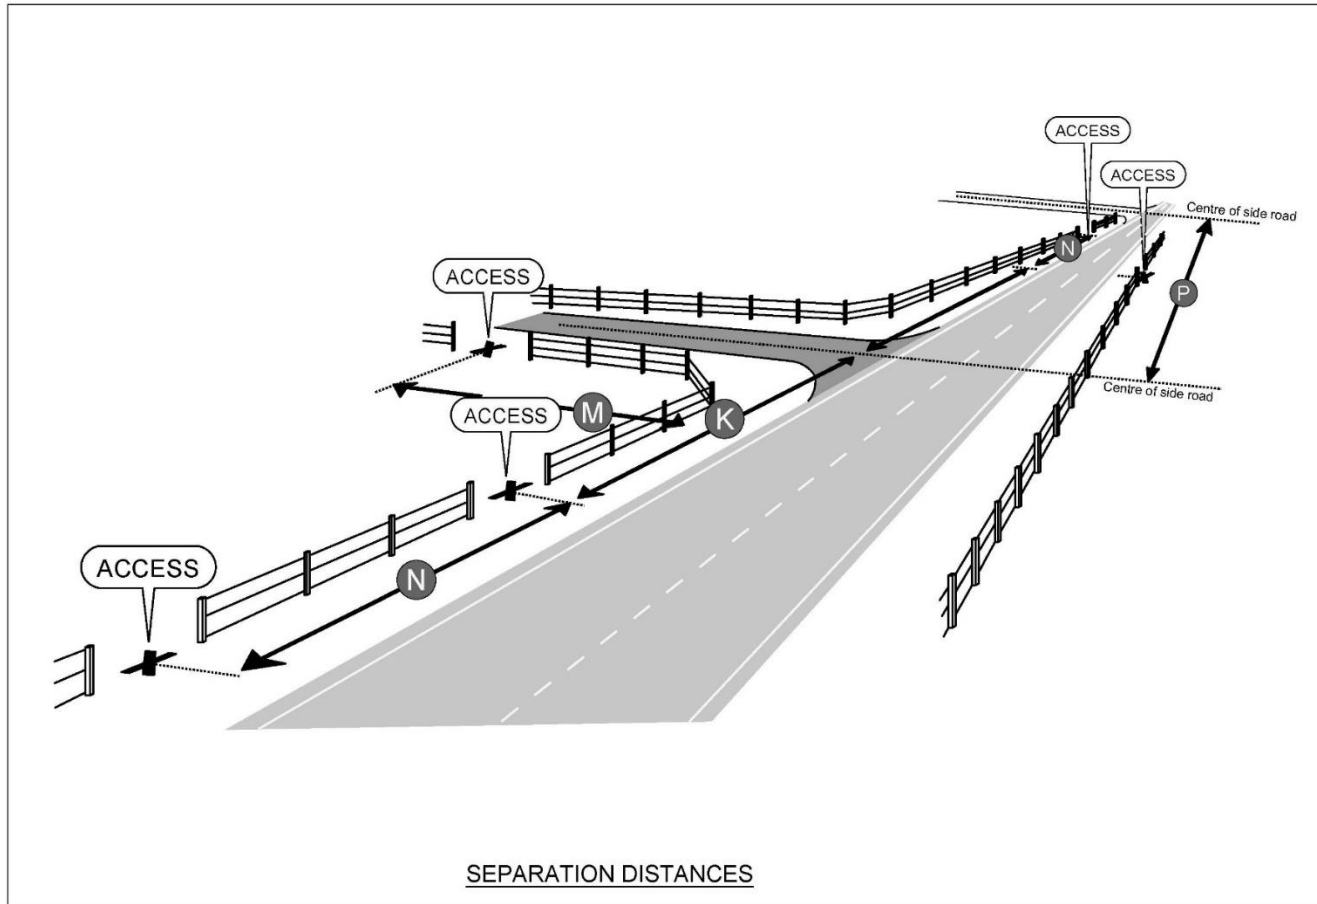 ACCESS
ACCESS
Centre of side road
N
ACCESS
P
Centre of side road
M
K
ACCESS
N
ACCESS
SEPARATION DISTANCES